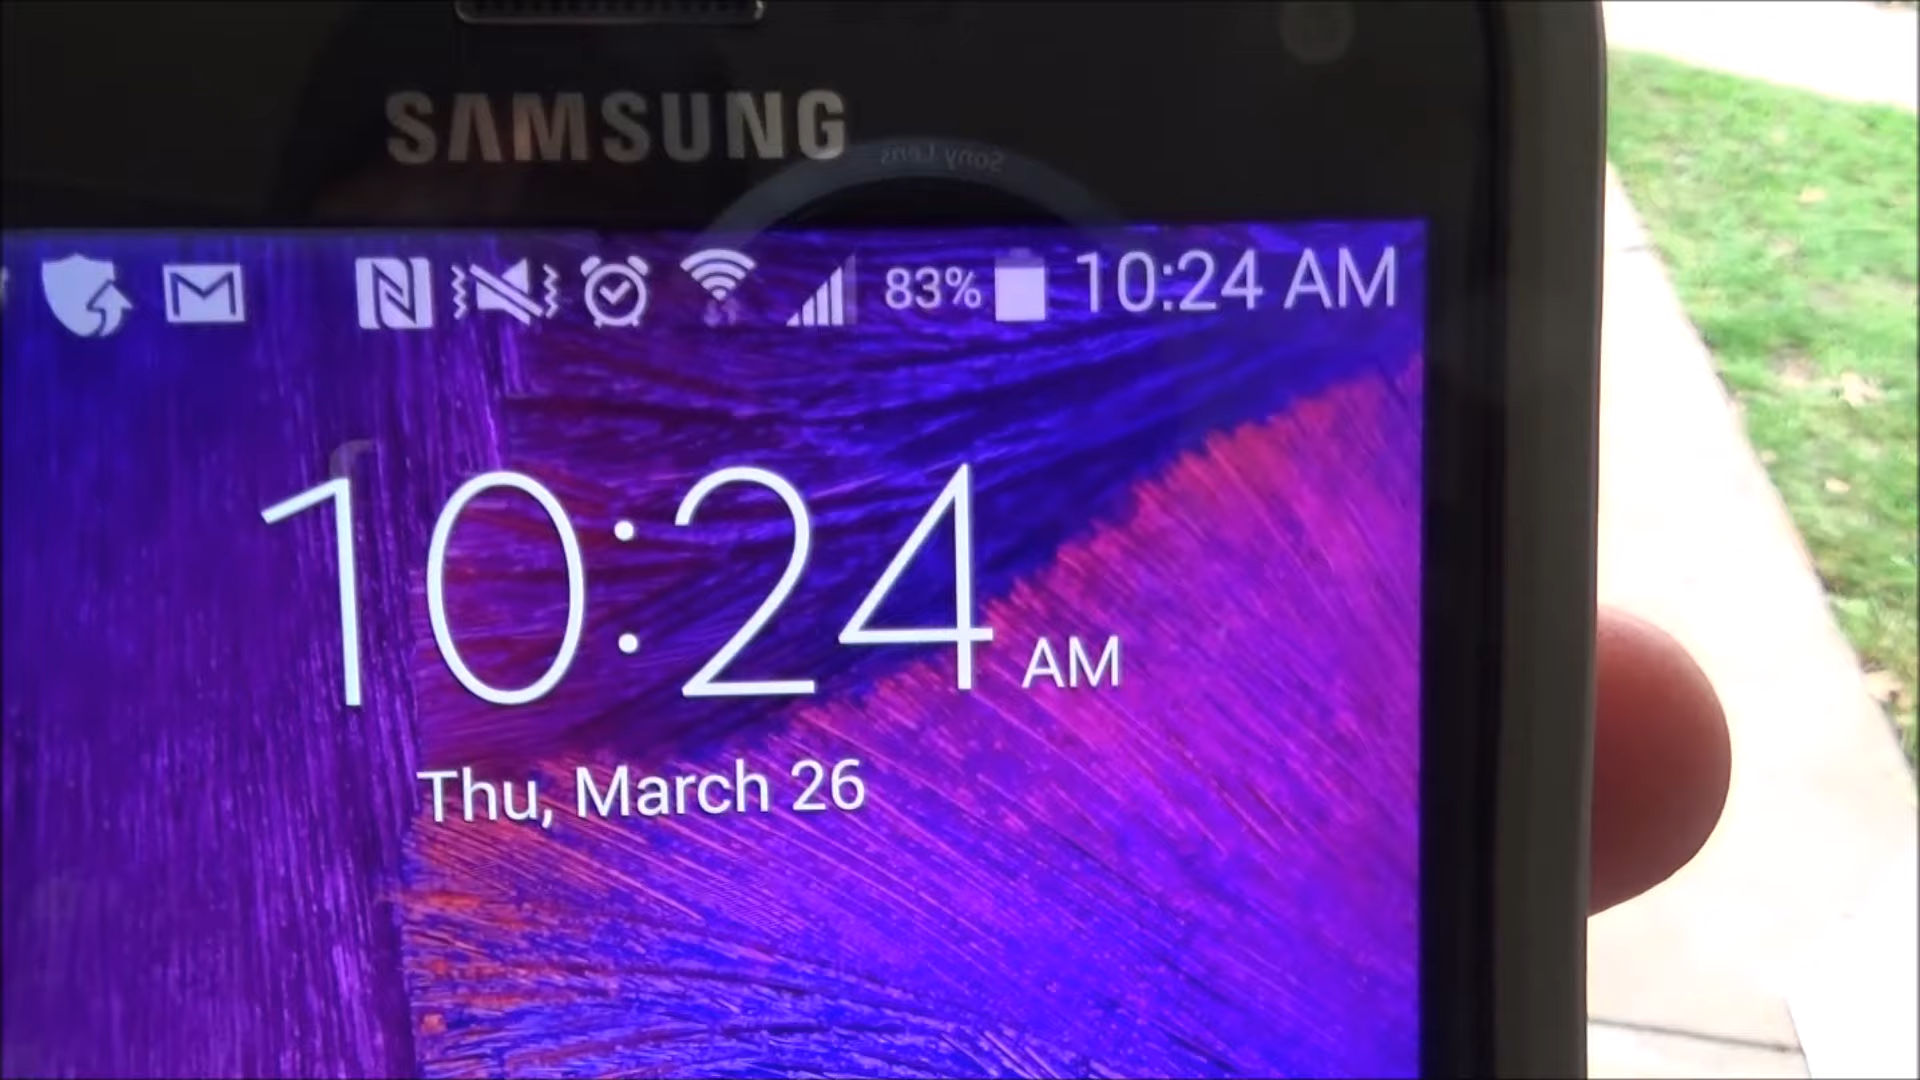 SAMSUNG
Sony Lens
83% 10:24 AM
10:24 AM
Thu, March 26